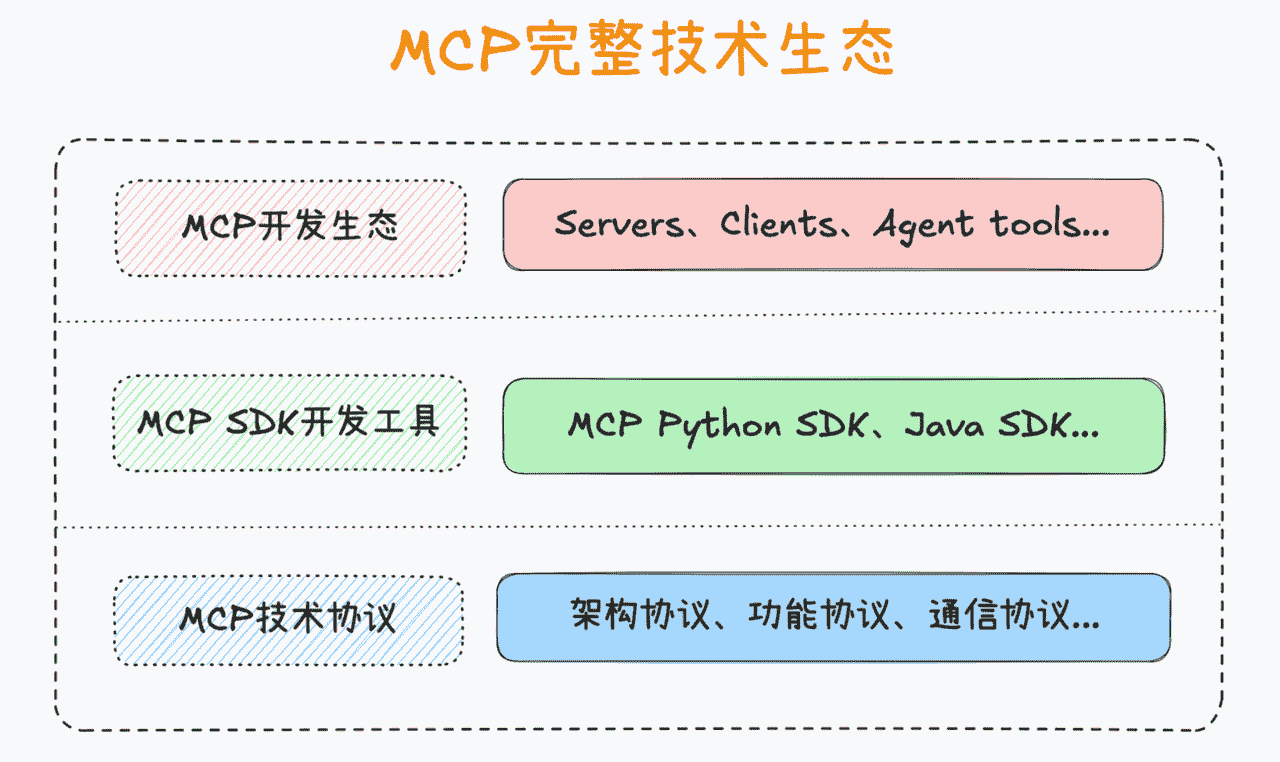 MCP完整技术生态
MCP开发生态
Servers、Clients、Agent tools...
MCP SDK开发工具
MCP Python SDK、Java SDK...
MCP技术协议
架构协议、功能协议、通信协议...